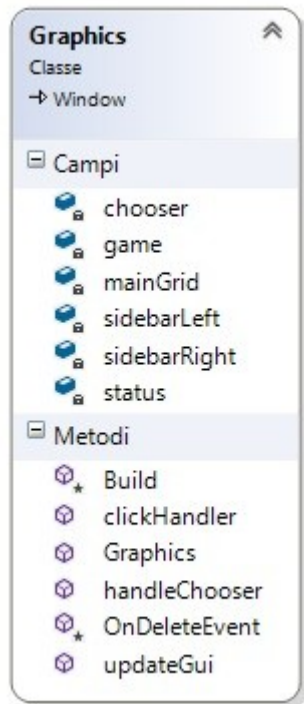 Graphics
Classe
Window
Campi
chooser
game
mainGrid
sidebarLeft
sidebarRight
status
Metodi
Build
clickHandler
Graphics
handleChooser
OnDeleteEvent
updateGui